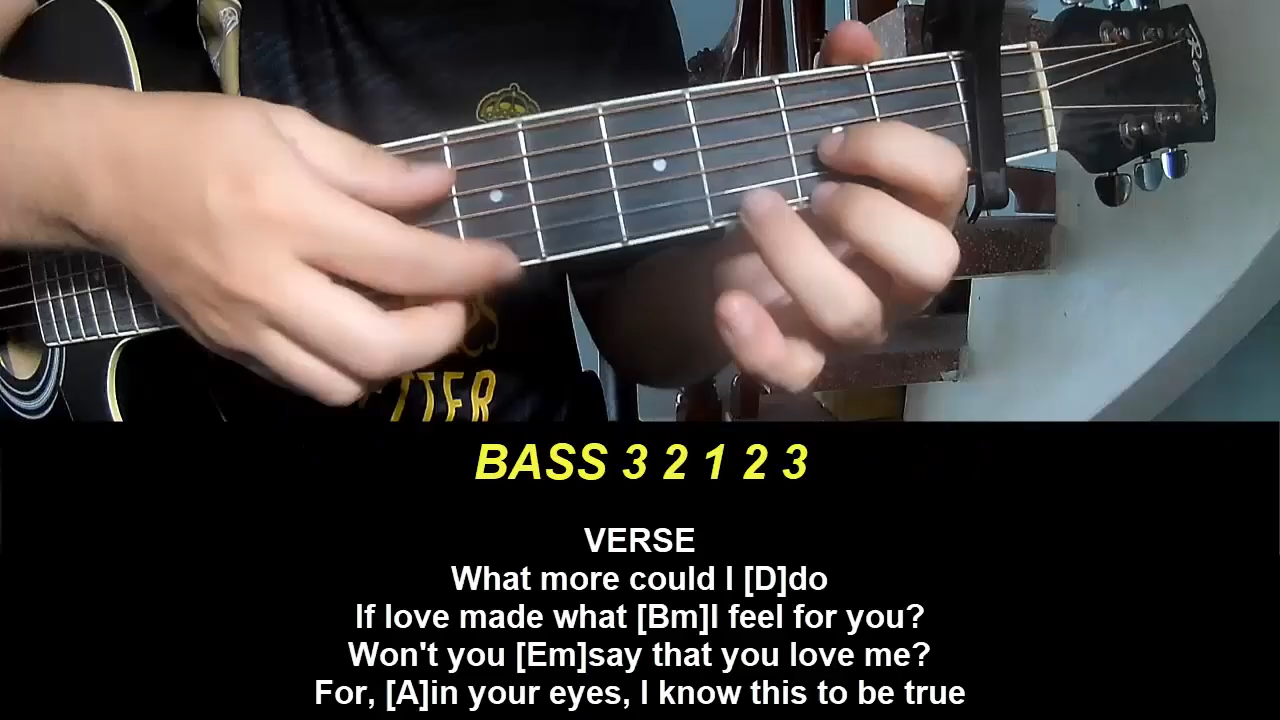 TTER
BASS 3 2 1 2 3
VERSE
What more could I [D]do
If love made what [Bm]I feel for you?
Won't you [Em]say that you love me?
For, [A]in your eyes, I know this to be true